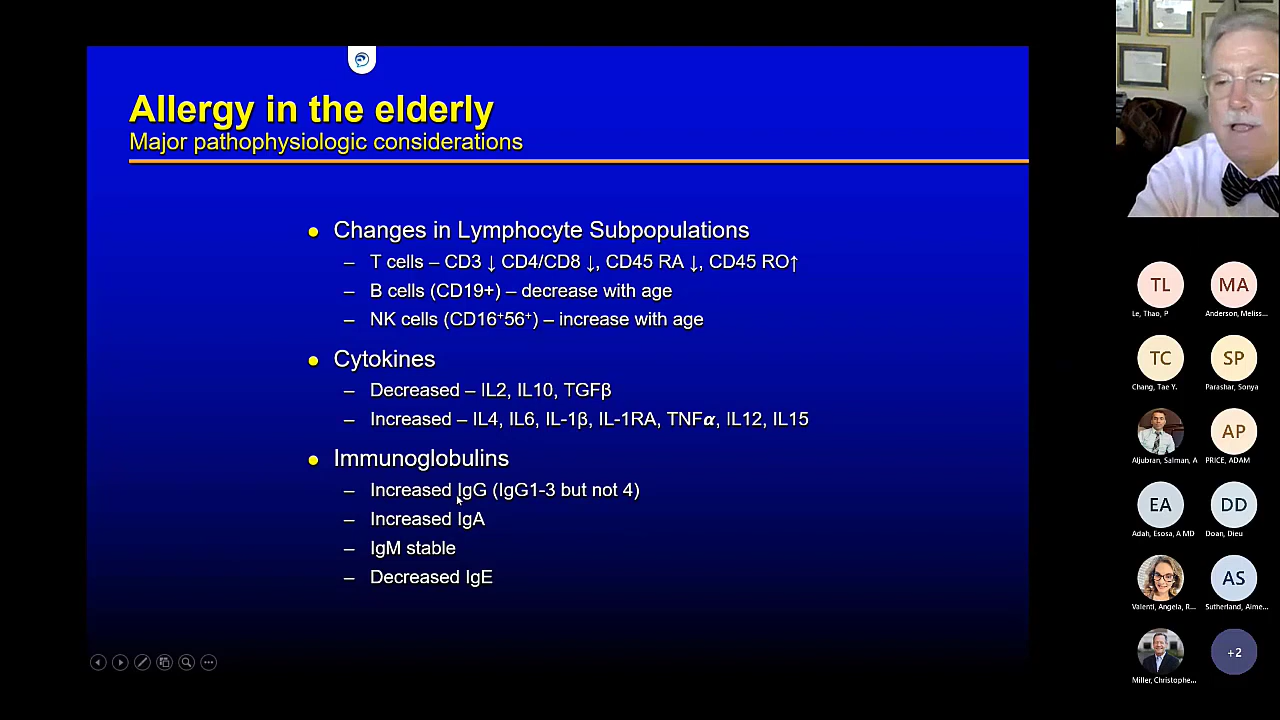 Allergy in the elderly
Major pathophysiologic considerations
• Changes in Lymphocyte Subpopulations
– T cells – CD3 ↓ CD4/CD8 ↓, CD45 RA ↓, CD45 RO↑
– B cells (CD19+) – decrease with age
– NK cells (CD16⁺56⁺) – increase with age
• Cytokines
– Decreased – IL2, IL10, TGFβ
– Increased – IL4, IL6, IL-1β, IL-1RA, TNFα, IL12, IL15
• Immunoglobulins
– Increased IgG (IgG1-3 but not 4)
– Increased IgA
– IgM stable
– Decreased IgE
TL MA
Le, Thao, P Anderson, Meliss...
TC SP
Chang, Tae Y. Parashar, Sonya
AP
Aljubran, Salman, A PRICE, ADAM
EA DD
Adah, Esosa, A MD Doan, Dieu
AS
Valenti, Angela, R... Sutherland, Aime...
+2
Miller, Christophe...